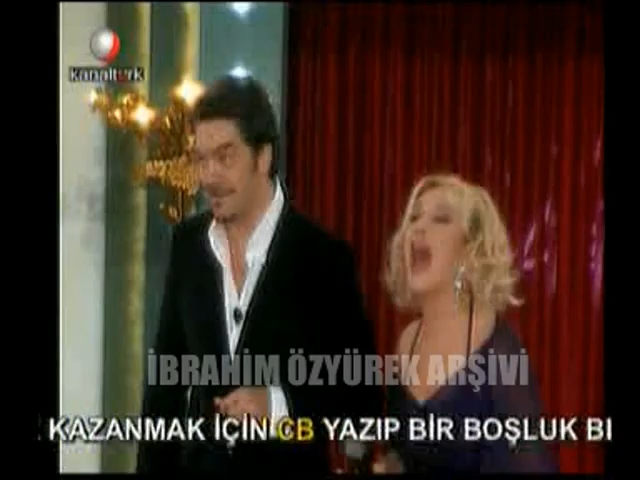 kanaltürk
İBRAHİM ÖZYÜREK ARŞİVİ
KAZANMAK İÇİN CB YAZIP BİR BOŞLUK